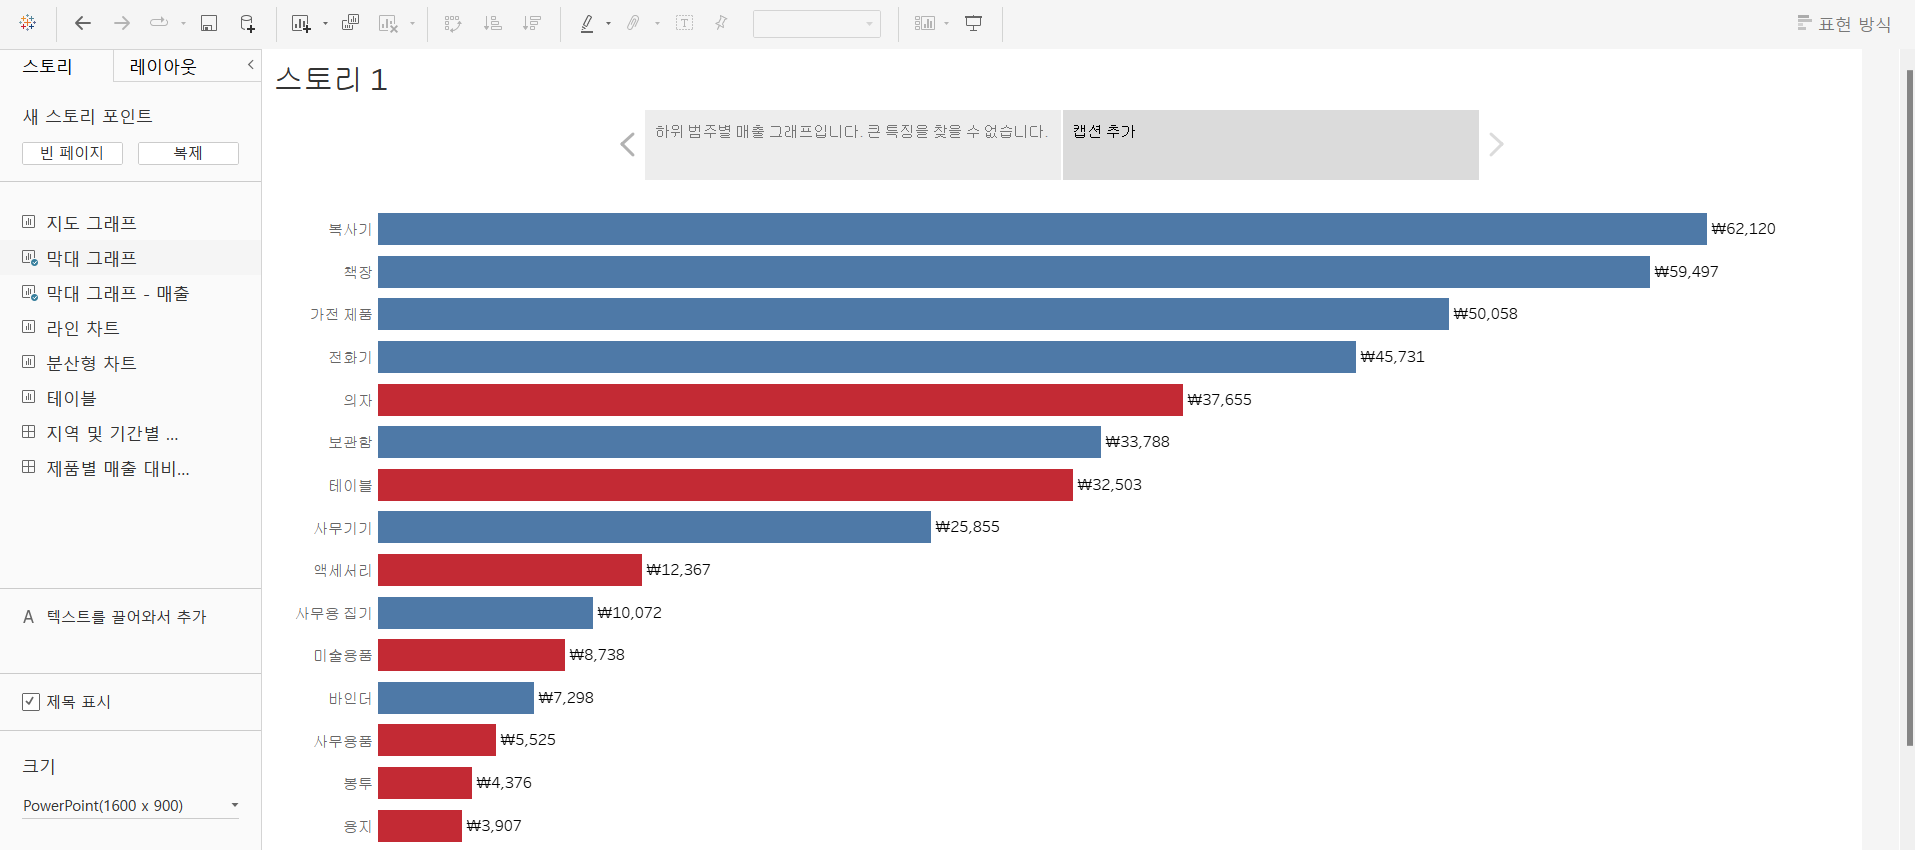 표현 방식
스토리
레이아웃
새 스토리 포인트
빈 페이지
복제
지도 그래프
막대 그래프
막대 그래프 - 매출
라인 차트
분산형 차트
테이블
지역 및 기간별 ...
제품별 매출 대비...
A 텍스트를 끌어와서 추가
제목 표시
크기
PowerPoint(1600 x 900)
스토리 1
하위 범주별 매출 그래프입니다. 큰 특징을 찾을 수 없습니다.
캡션 추가
복사기 ₩62,120
책장 ₩59,497
가전 제품 ₩50,058
전화기 ₩45,731
의자 ₩37,655
보관함 ₩33,788
테이블 ₩32,503
사무기기 ₩25,855
액세서리 ₩12,367
사무용 집기 ₩10,072
미술용품 ₩8,738
바인더 ₩7,298
사무용품 ₩5,525
봉투 ₩4,376
용지 ₩3,907